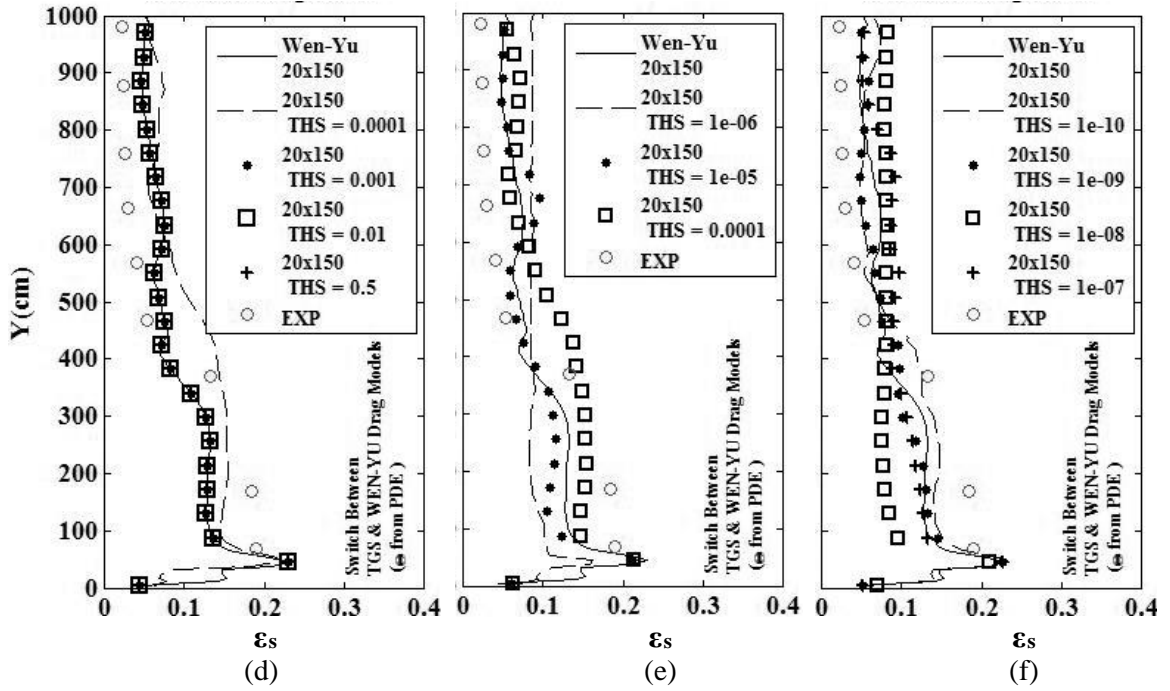 1000
900
800
700
600
500
400
300
200
100
0
Y (cm)
Wen-Yu
20x150
20x150
THS = 0.0001
20x150
THS = 0.001
20x150
THS = 0.01
20x150
THS = 0.5
EXP
Switch Between
TGS & WEN-YU Drag Models
(Θ from PDE )
0 0.1 0.2 0.3 0.4
εs
(d)
Wen-Yu
20x150
20x150
THS = 1e-06
20x150
THS = 1e-05
20x150
THS = 0.0001
EXP
Switch Between
TGS & WEN-YU Drag Models
(Θ from PDE )
0 0.1 0.2 0.3 0.4
εs
(e)
Wen-Yu
20x150
20x150
THS = 1e-10
20x150
THS = 1e-09
20x150
THS = 1e-08
20x150
THS = 1e-07
EXP
Switch Between
TGS & WEN-YU Drag Models
(Θ from PDE )
0 0.1 0.2 0.3 0.4
εs
(f)